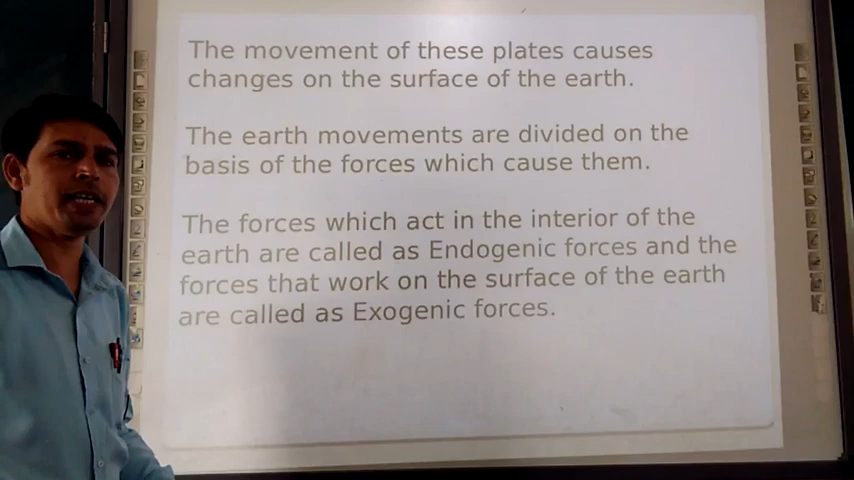 The movement of these plates causes
changes on the surface of the earth.
The earth movements are divided on the
basis of the forces which cause them.
The forces which act in the interior of the
earth are called as Endogenic forces and the
forces that work on the surface of the earth
are called as Exogenic forces.